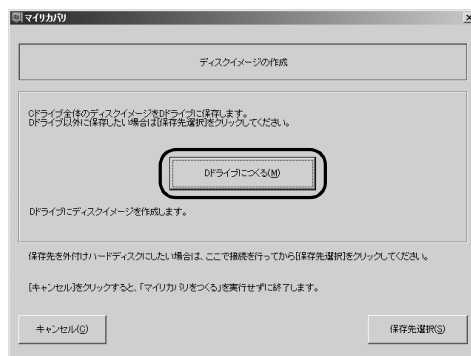 マイリカバリ
ディスクイメージの作成
Cドライブ全体のディスクイメージをDドライブに保存します。
Dドライブ以外に保存したい場合は[保存先選択]をクリックしてください。
Dドライブにつくる(M)
Dドライブにディスクイメージを作成します。
保存先を外付けハードディスクにしたい場合は、ここで接続を行ってから[保存先選択]をクリックしてください。
[キャンセル]をクリックすると、「マイリカバリをつくる」を実行せずに終了します。
キャンセル(C)
保存先選択(S)